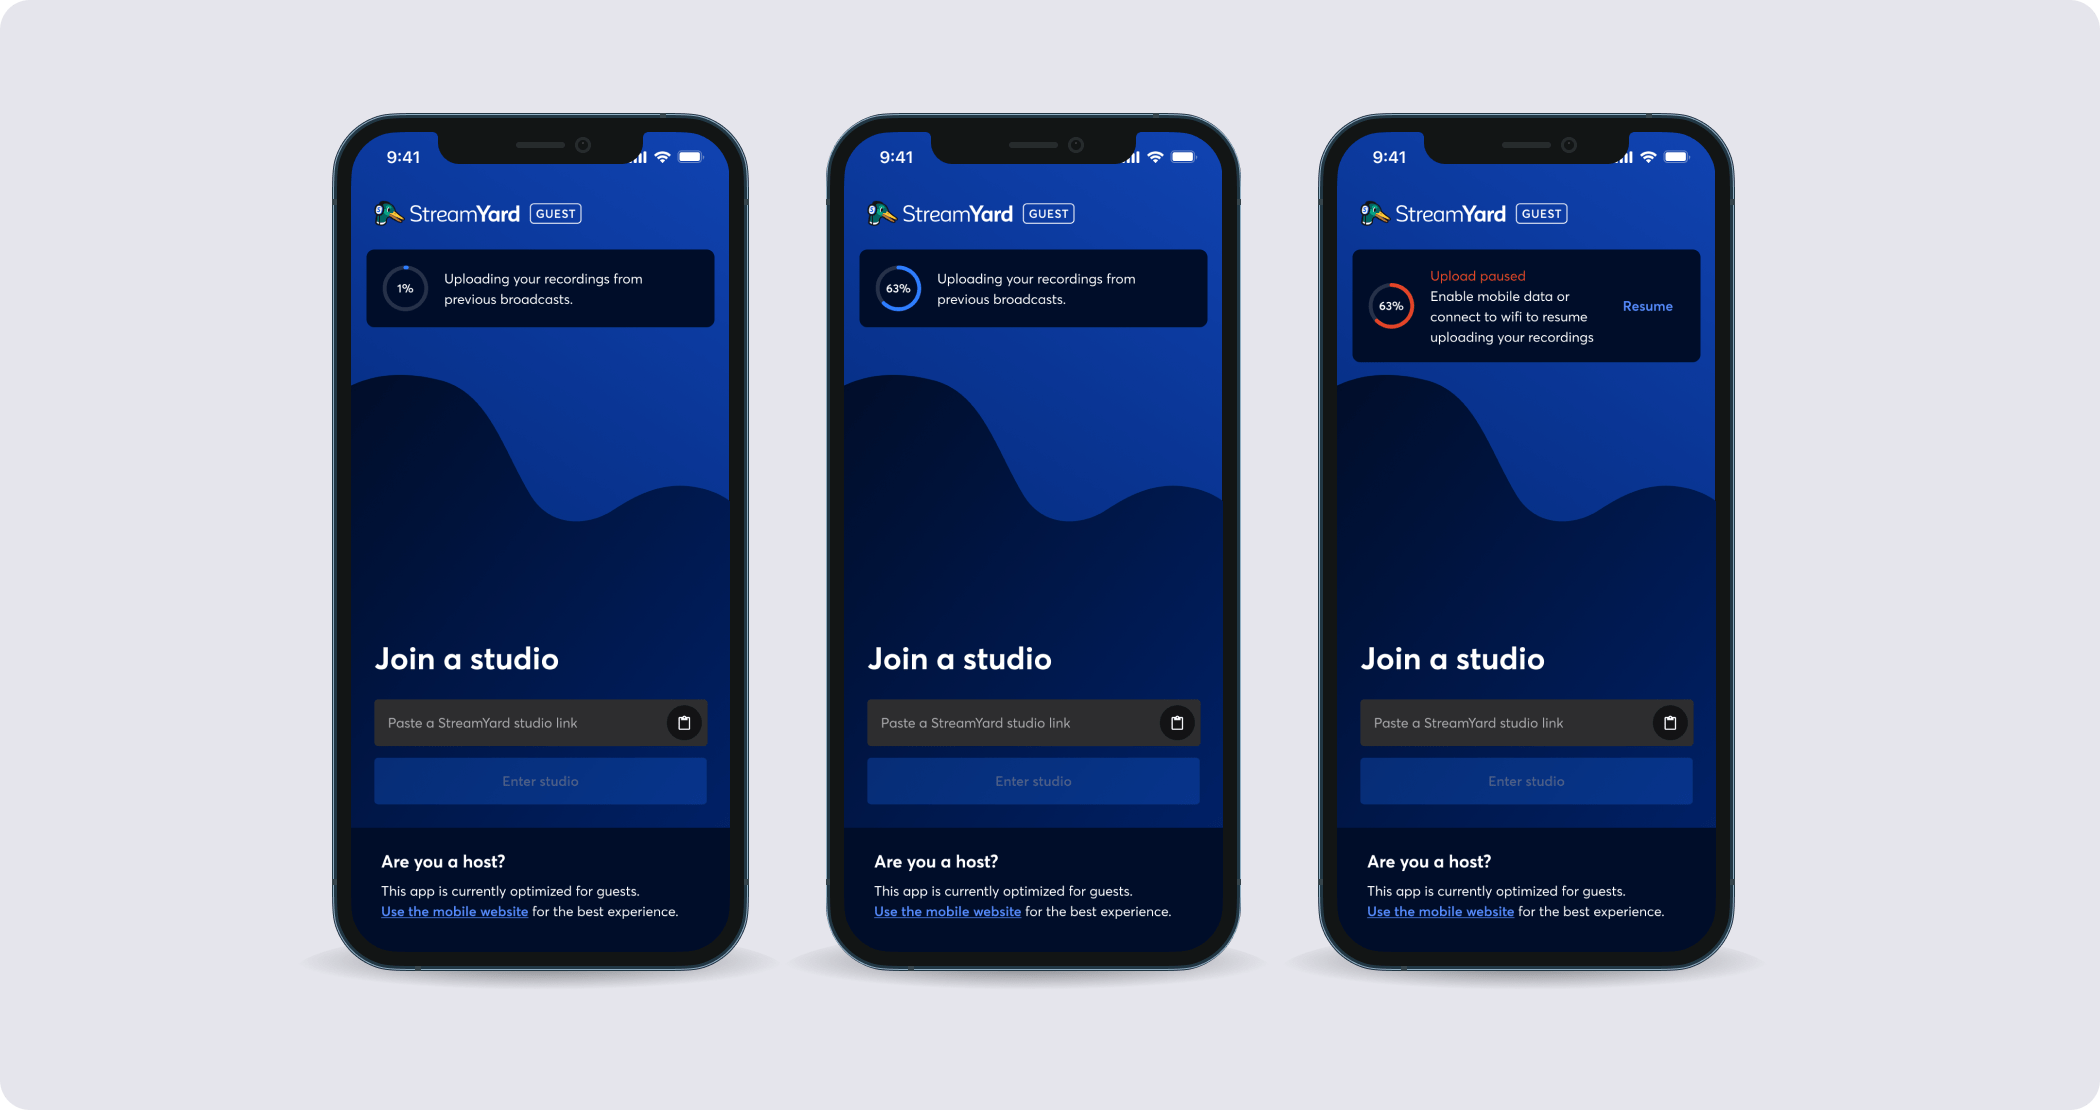 9:41
StreamYard GUEST
1%
Uploading your recordings from
previous broadcasts.
Join a studio
Paste a StreamYard studio link
Enter studio
Are you a host?
This app is currently optimized for guests.
Use the mobile website for the best experience.
9:41
StreamYard GUEST
63%
Uploading your recordings from
previous broadcasts.
Join a studio
Paste a StreamYard studio link
Enter studio
Are you a host?
This app is currently optimized for guests.
Use the mobile website for the best experience.
9:41
StreamYard GUEST
63%
Upload paused
Enable mobile data or
connect to wifi to resume
uploading your recordings
Resume
Join a studio
Paste a StreamYard studio link
Enter studio
Are you a host?
This app is currently optimized for guests.
Use the mobile website for the best experience.